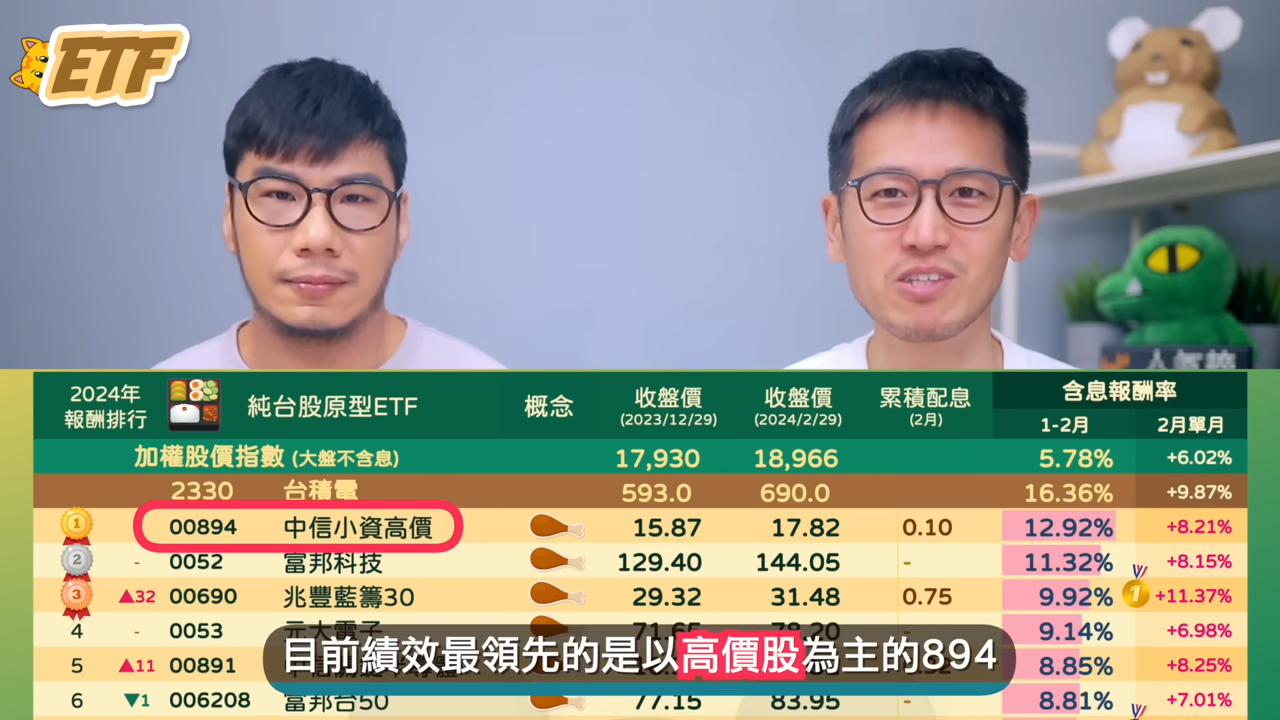 ETF
2024年
報酬排行
純台股原型ETF
概念
收盤價
(2023/12/29)
收盤價
(2024/2/29)
累積配息
(2月)
含息報酬率
1-2月
2月單月
加權股價指數 (大盤不含息) 17,930 18,966 5.78% +6.02%
2330 台積電 593.0 690.0 16.36% +9.87%
1 00894 中信小資高價 15.87 17.82 0.10 12.92% +8.21%
2 - 0052 富邦科技 129.40 144.05 - 11.32% +8.15%
3 ▲32 00690 兆豐藍籌30 29.32 31.48 0.75 9.92% 1 +11.37%
4 - 0053 9.14% +6.98%
5 ▲11 00891 8.85% +8.25%
目前績效最領先的是以高價股為主的894
6 ▼1 006208 富邦台50 77.15 83.95 - 8.81% +7.01%